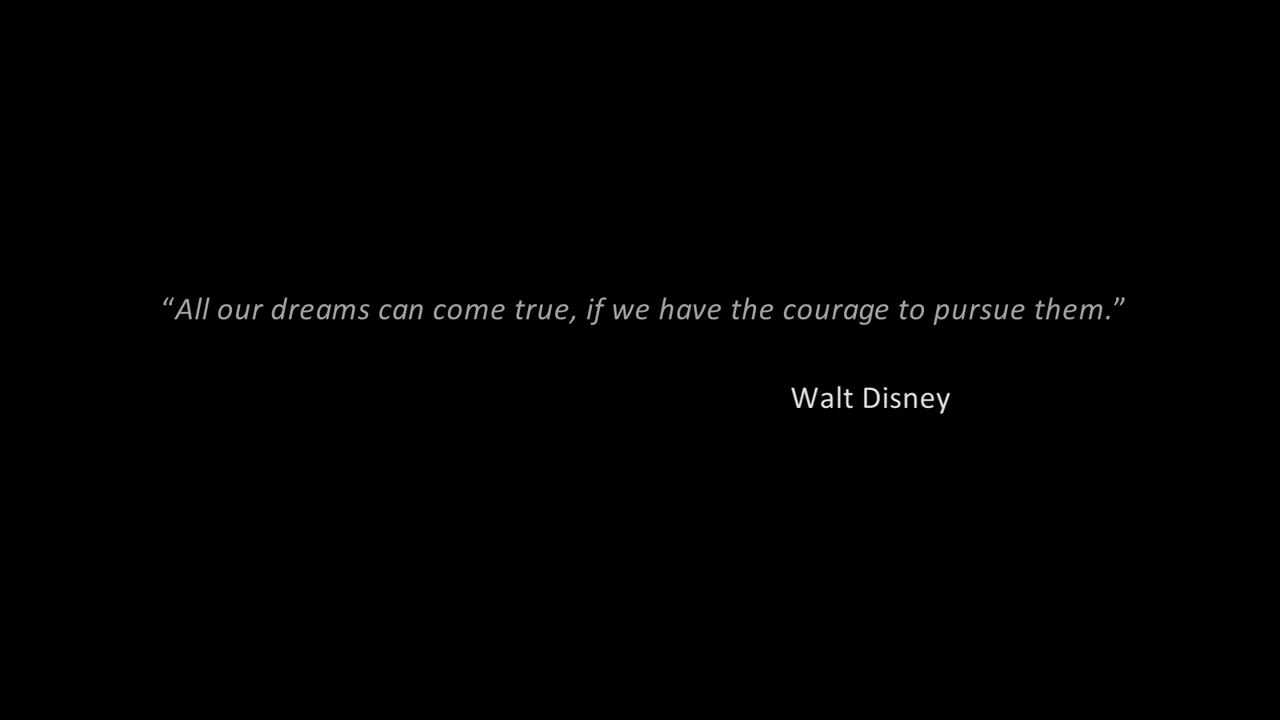 “All our dreams can come true, if we have the courage to pursue them.”
Walt Disney